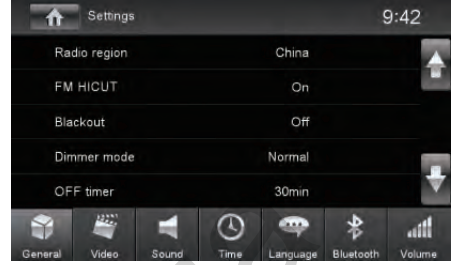 Settings 9:42
Radio region China
FM HICUT On
Blackout Off
Dimmer mode Normal
OFF timer 30min
General Video Sound Time Language Bluetooth Volume